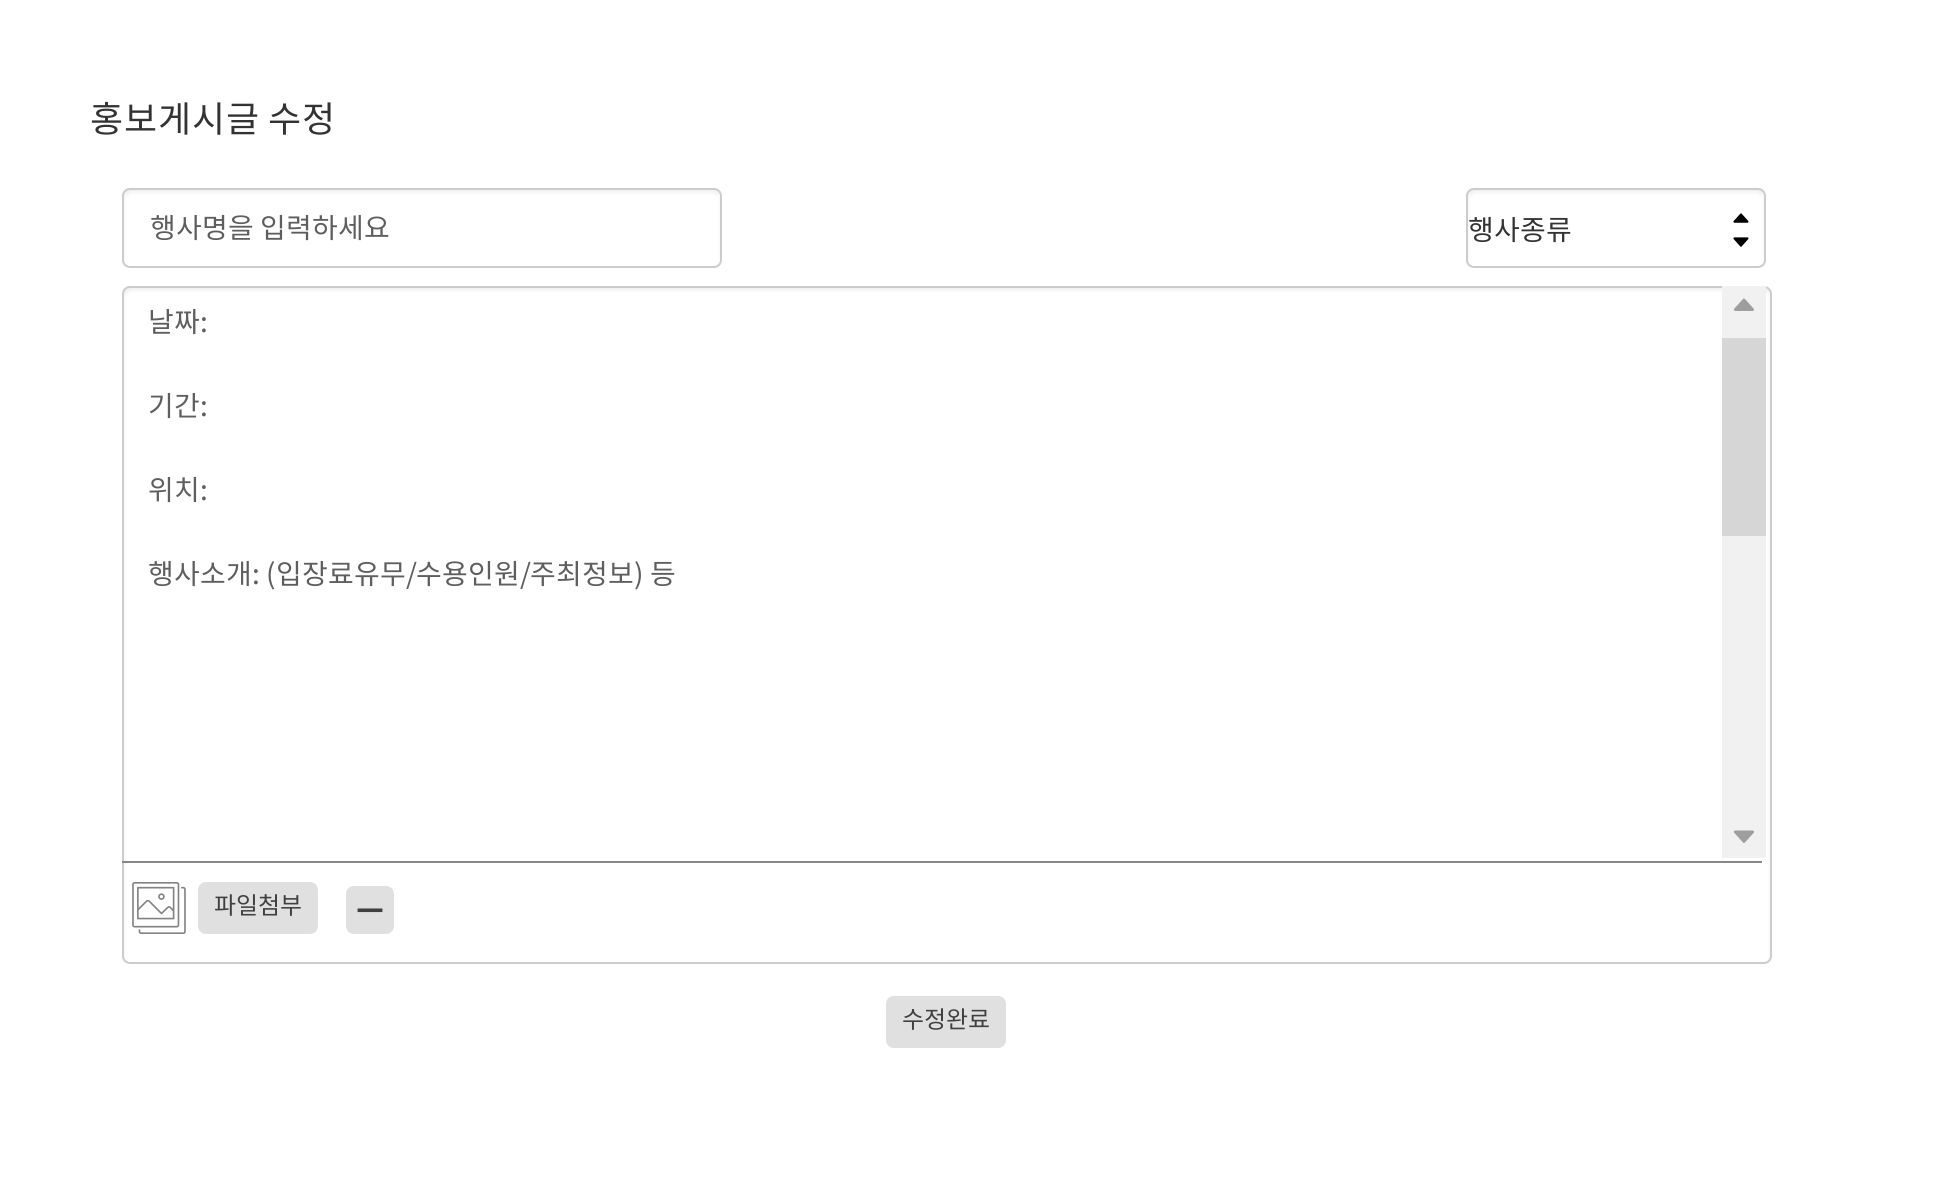 홍보게시글 수정
행사명을 입력하세요
행사종류
날짜:
기간:
위치:
행사소개: (입장료유무/수용인원/주최정보) 등
파일첨부
수정완료